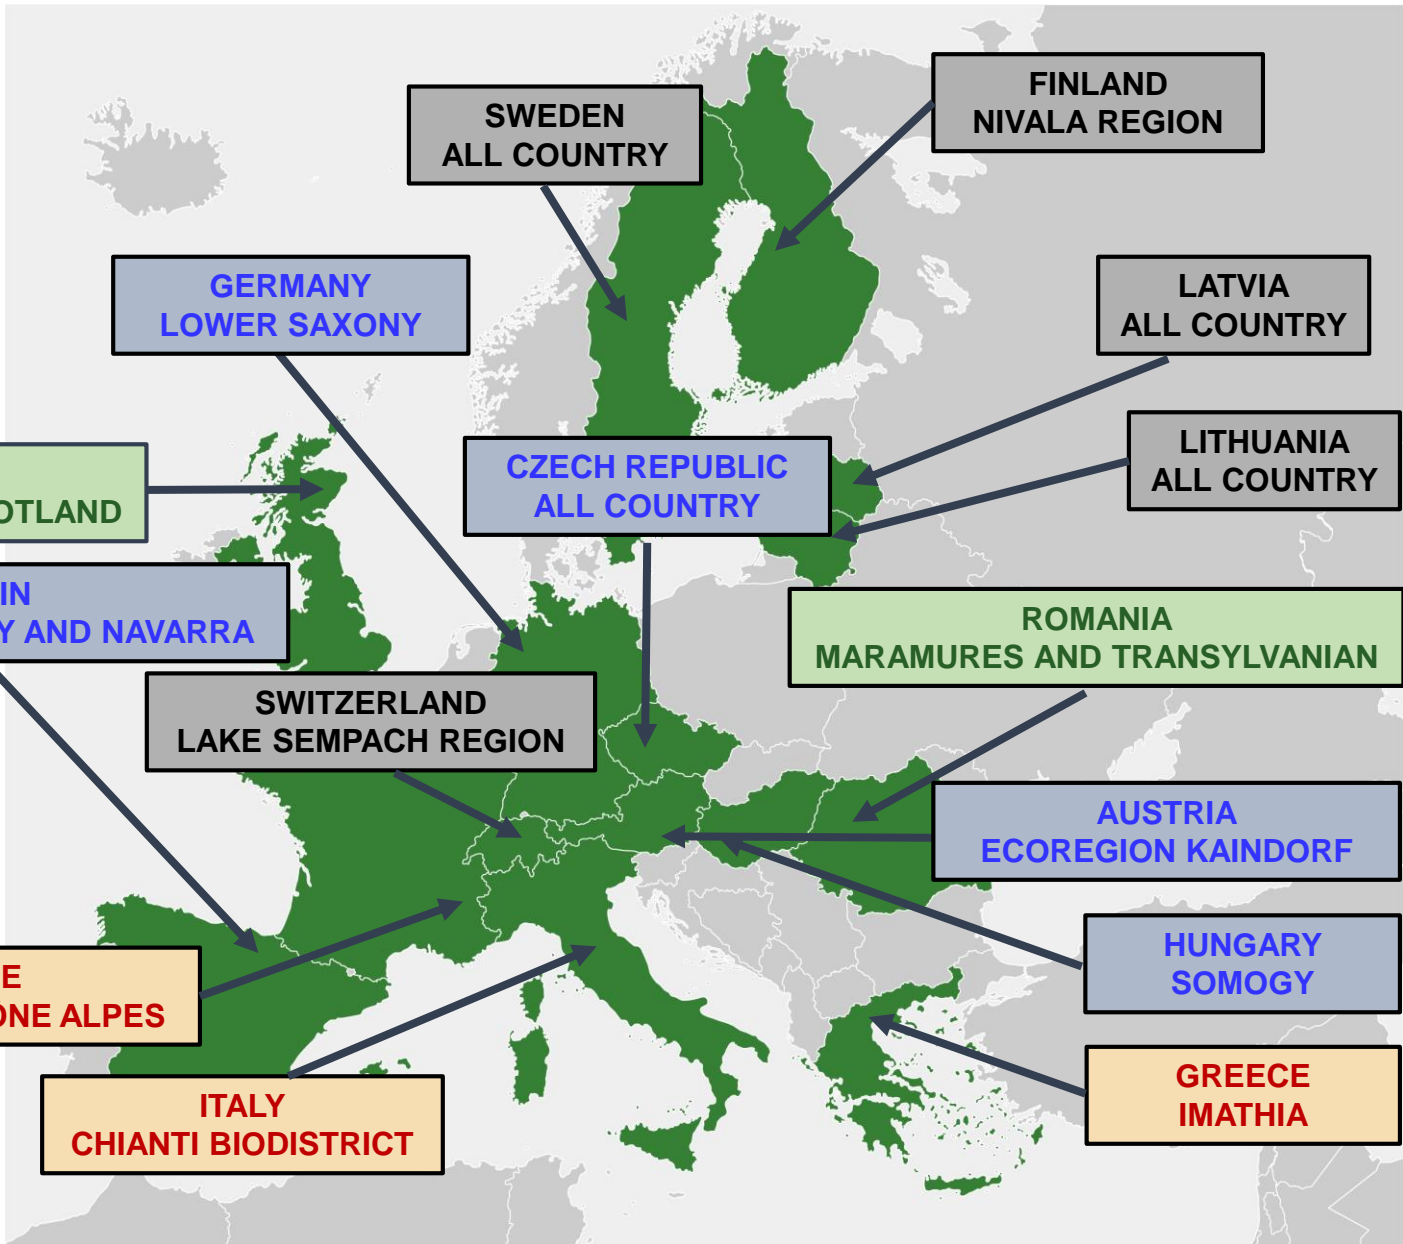 FINLAND
NIVALA REGION
SWEDEN
ALL COUNTRY
GERMANY
LOWER SAXONY
LATVIA
ALL COUNTRY
LITHUANIA
ALL COUNTRY
CZECH REPUBLIC
ALL COUNTRY
OTLAND
IN
Y AND NAVARRA
ROMANIA
MARAMURES AND TRANSYLVANIAN
SWITZERLAND
LAKE SEMPACH REGION
AUSTRIA
ECOREGION KAINDORF
HUNGARY
SOMOGY
E
ONE ALPES
GREECE
IMATHIA
ITALY
CHIANTI BIODISTRICT